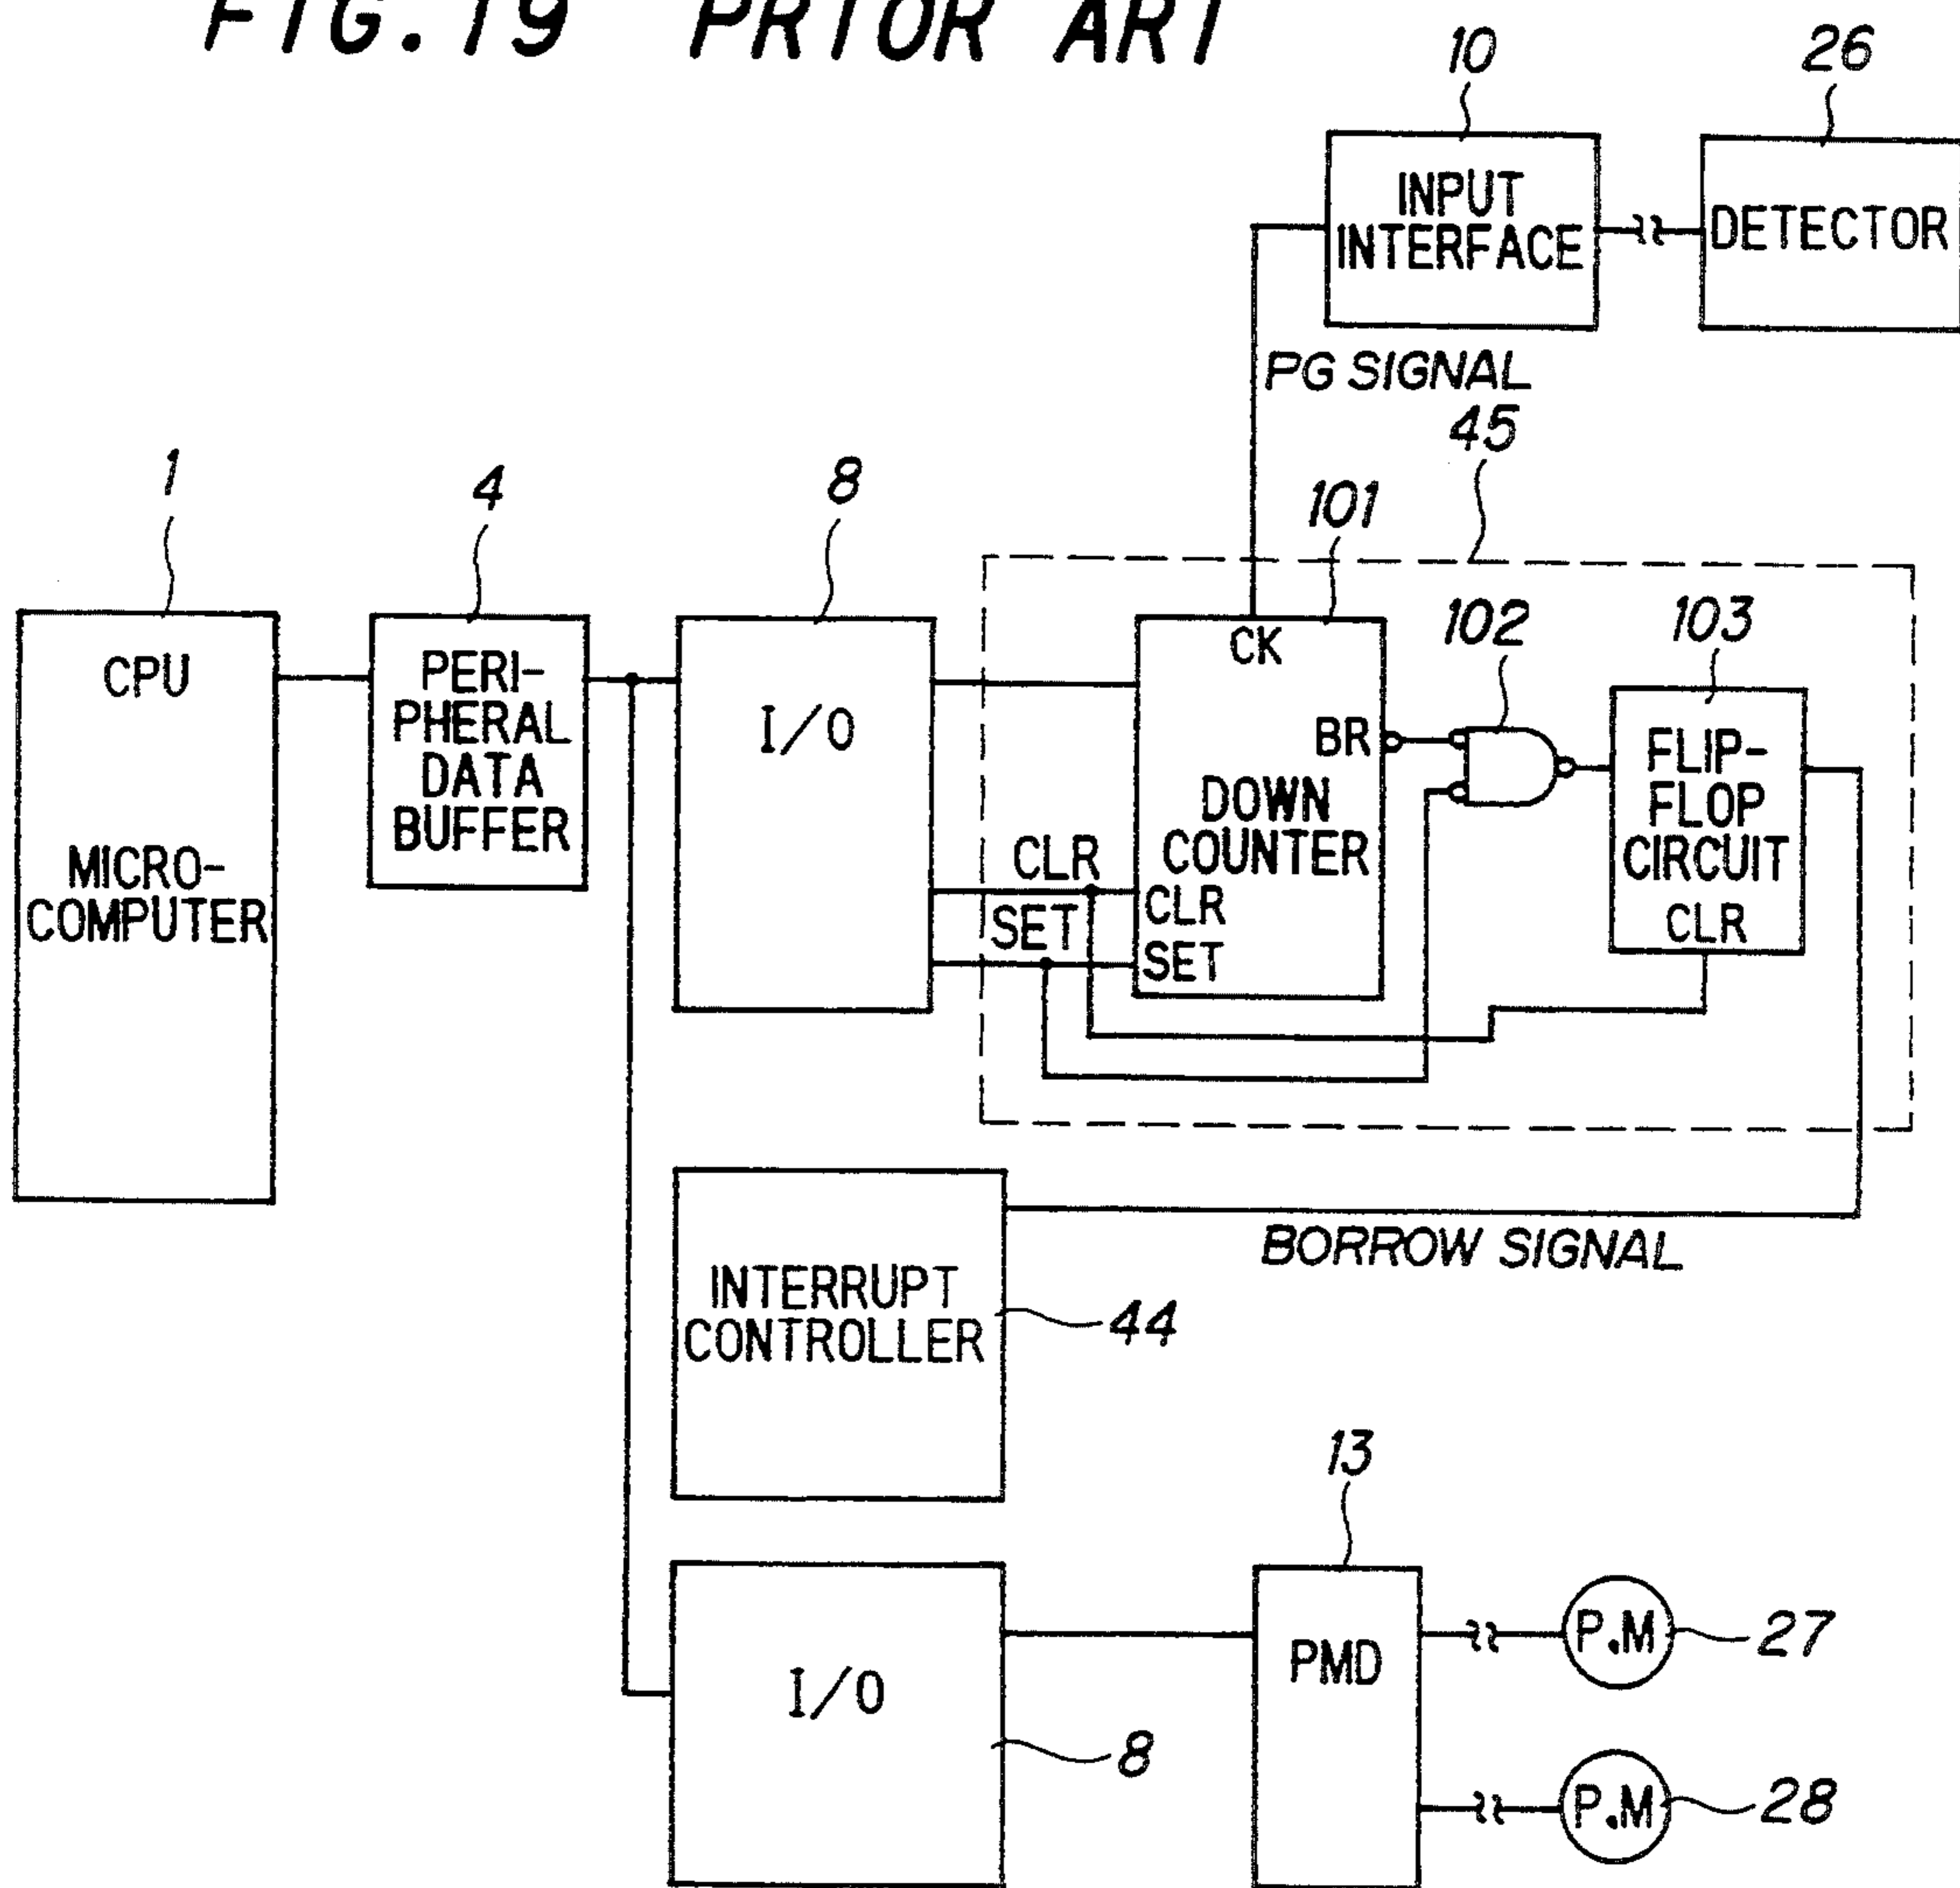 FIG.19 PRIOR ART
10
26
INPUT
INTERFACE
DETECTOR
PG SIGNAL
45
1
4
8
101
CPU
MICRO-
COMPUTER
PERI-
PHERAL
DATA
BUFFER
I/O
CK
BR
DOWN
COUNTER
CLR
SET
CLR
SET
102
103
FLIP-
FLOP
CIRCUIT
CLR
BORROW SIGNAL
INTERRUPT
CONTROLLER
44
13
I/O
8
PMD
P.M
27
P.M
28